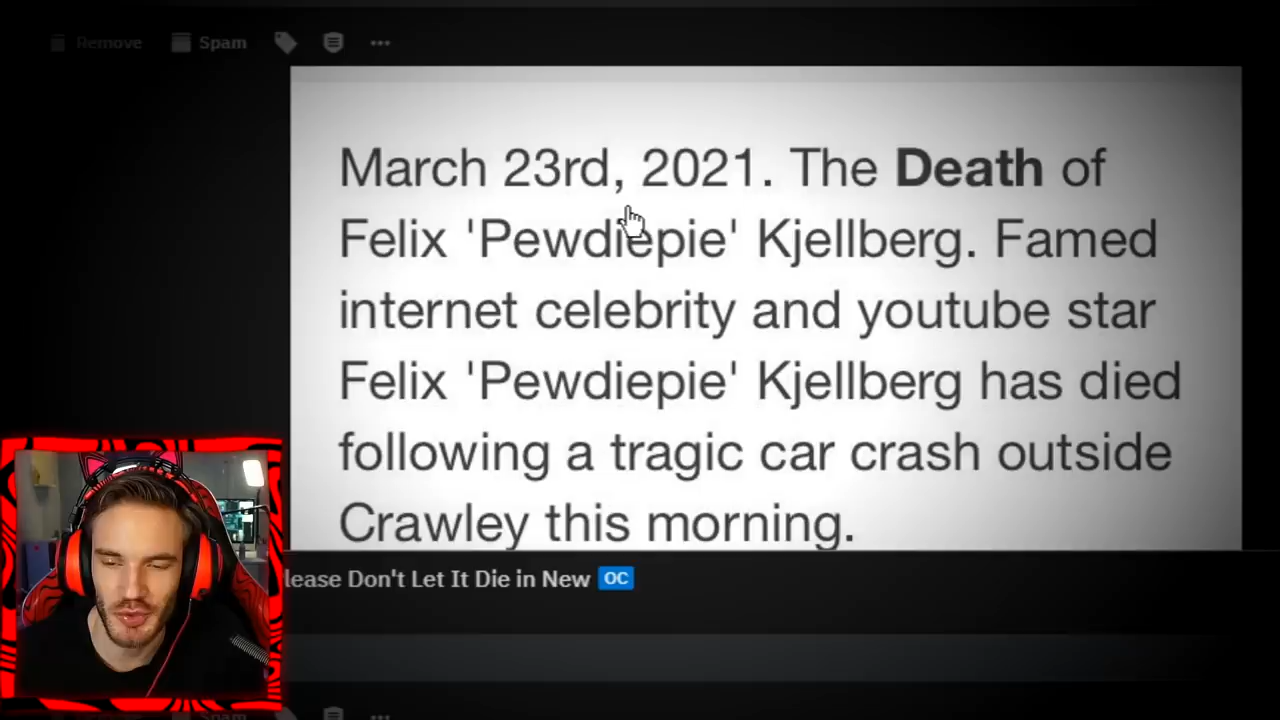 Remove Spam
March 23rd, 2021. The Death of
Felix 'Pewdiepie' Kjellberg. Famed
internet celebrity and youtube star
Felix 'Pewdiepie' Kjellberg has died
following a tragic car crash outside
Crawley this morning.
lease Don't Let It Die in New OC
Spam